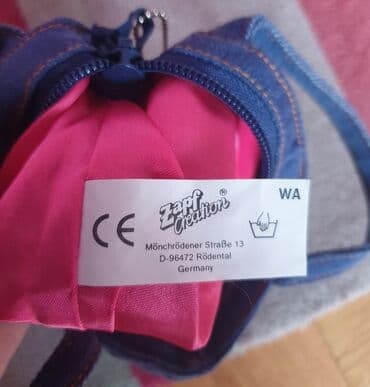 Zapf ®
Creation
WA
CE
Mönchrödener Straße 13
D-96472 Rödental
Germany